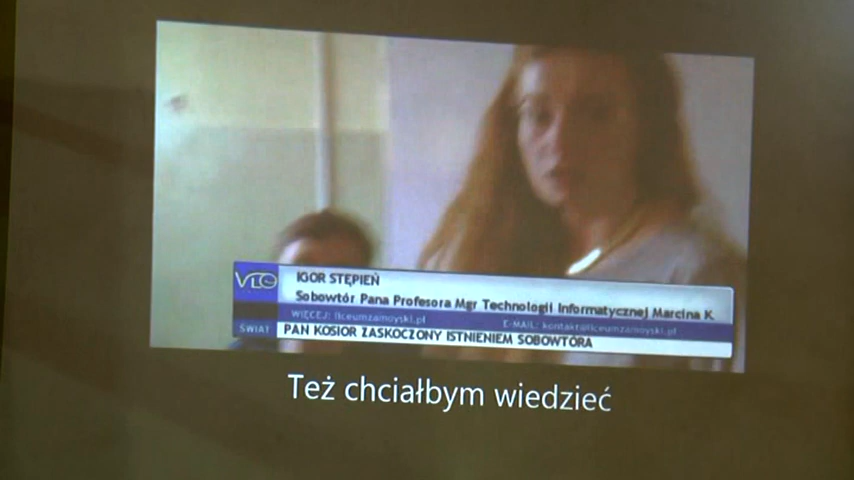 VLO
IGOR STĘPIEŃ
Sobowtór Pana Profesora Mgr Technologii Informatycznej Marcina K.
WIĘCEJ: liceumzamoyski.pl E-MAIL: kontakt@liceumzamoyski.pl
ŚWIAT PAN KOSIOR ZASKOCZONY ISTNIENIEM SOBOWTÓRA
Też chciałbym wiedzieć